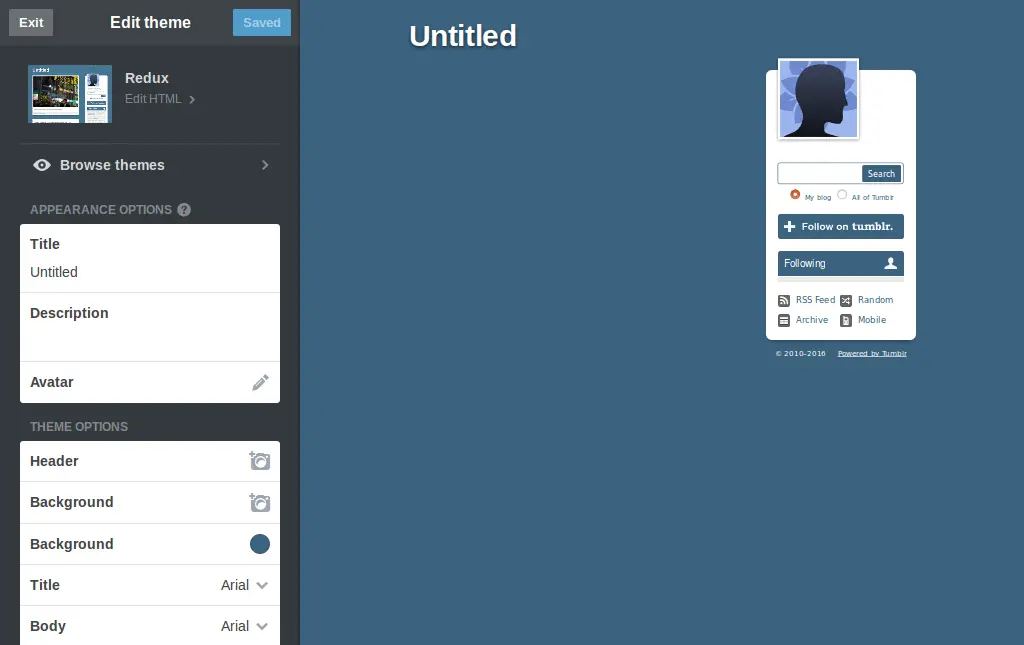 Exit
Edit theme
Saved
Untitled
Redux
Edit HTML
Browse themes
APPEARANCE OPTIONS ?
Title
Untitled
Description
Avatar
THEME OPTIONS
Header
Background
Background
Title Arial
Body Arial
Untitled
Search
My blog All of Tumblr
Follow on tumblr.
Following
RSS Feed Random
Archive Mobile
© 2010-2016 Powered by Tumblr